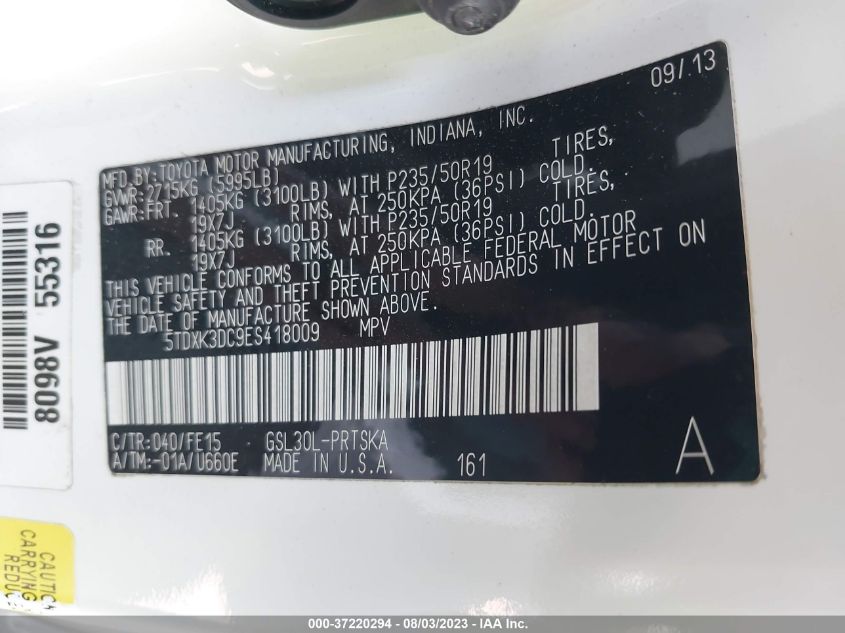 09/13
MFD.BY:TOYOTA MOTOR MANUFACTURING, INDIANA, INC.
GVWR:2715KG (5995LB)
GAWR:FRT. 1405KG (3100LB) WITH P235/50R19 TIRES,
19X7J RIMS, AT 250KPA (36PSI) COLD.
RR. 1405KG (3100LB) WITH P235/50R19 TIRES,
19X7J RIMS, AT 250KPA (36PSI) COLD.
THIS VEHICLE CONFORMS TO ALL APPLICABLE FEDERAL MOTOR
VEHICLE SAFETY AND THEFT PREVENTION STANDARDS IN EFFECT ON
THE DATE OF MANUFACTURE SHOWN ABOVE.
5TDXK3DC9ES418009 MPV
C/TR:040/FE15 GSL30L-PRTSKA
A/TM:-01A/U660E MADE IN U.S.A. 161 A
8098V 55316
CAUTION
CARRYING
REDUCE
000-37220294 - 08/03/2023 - IAA Inc.